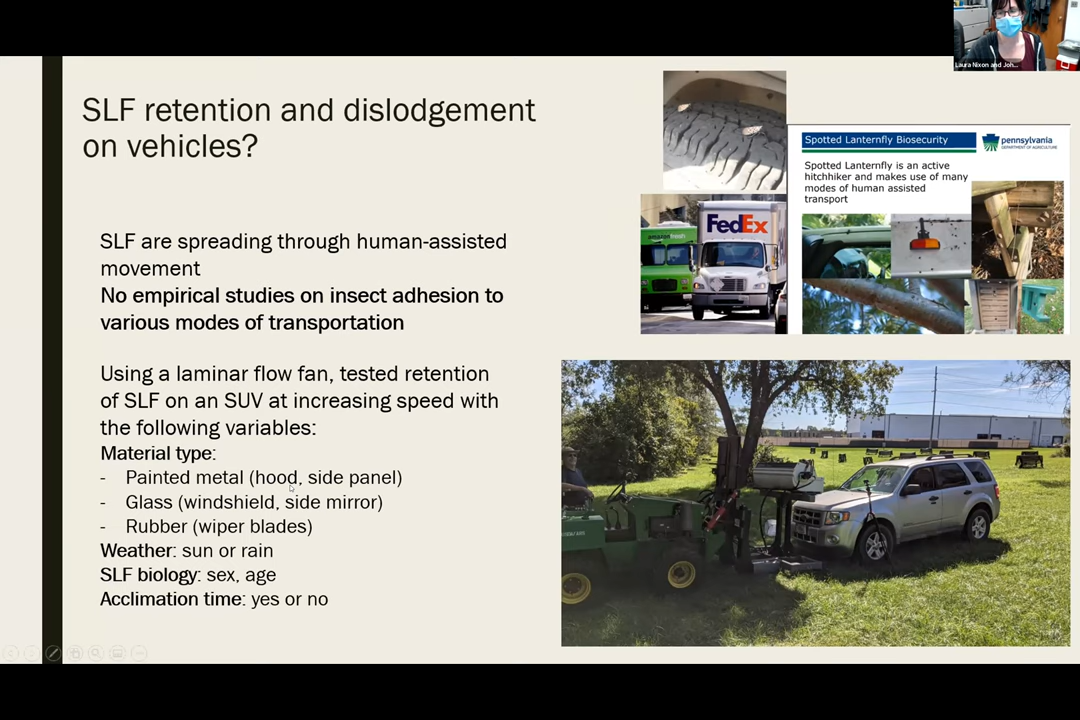 Laura Nixon and Joh...
SLF retention and dislodgement
on vehicles?
Spotted Lanternfly Biosecurity
pennsylvania
DEPARTMENT OF AGRICULTURE
Spotted Lanternfly is an active
hitchhiker and makes use of many
modes of human assisted
transport
FedEx
amazonfresh
SLF are spreading through human-assisted
movement
No empirical studies on insect adhesion to
various modes of transportation
Using a laminar flow fan, tested retention
of SLF on an SUV at increasing speed with
the following variables:
Material type:
- Painted metal (hood, side panel)
- Glass (windshield, side mirror)
- Rubber (wiper blades)
Weather: sun or rain
SLF biology: sex, age
Acclimation time: yes or no